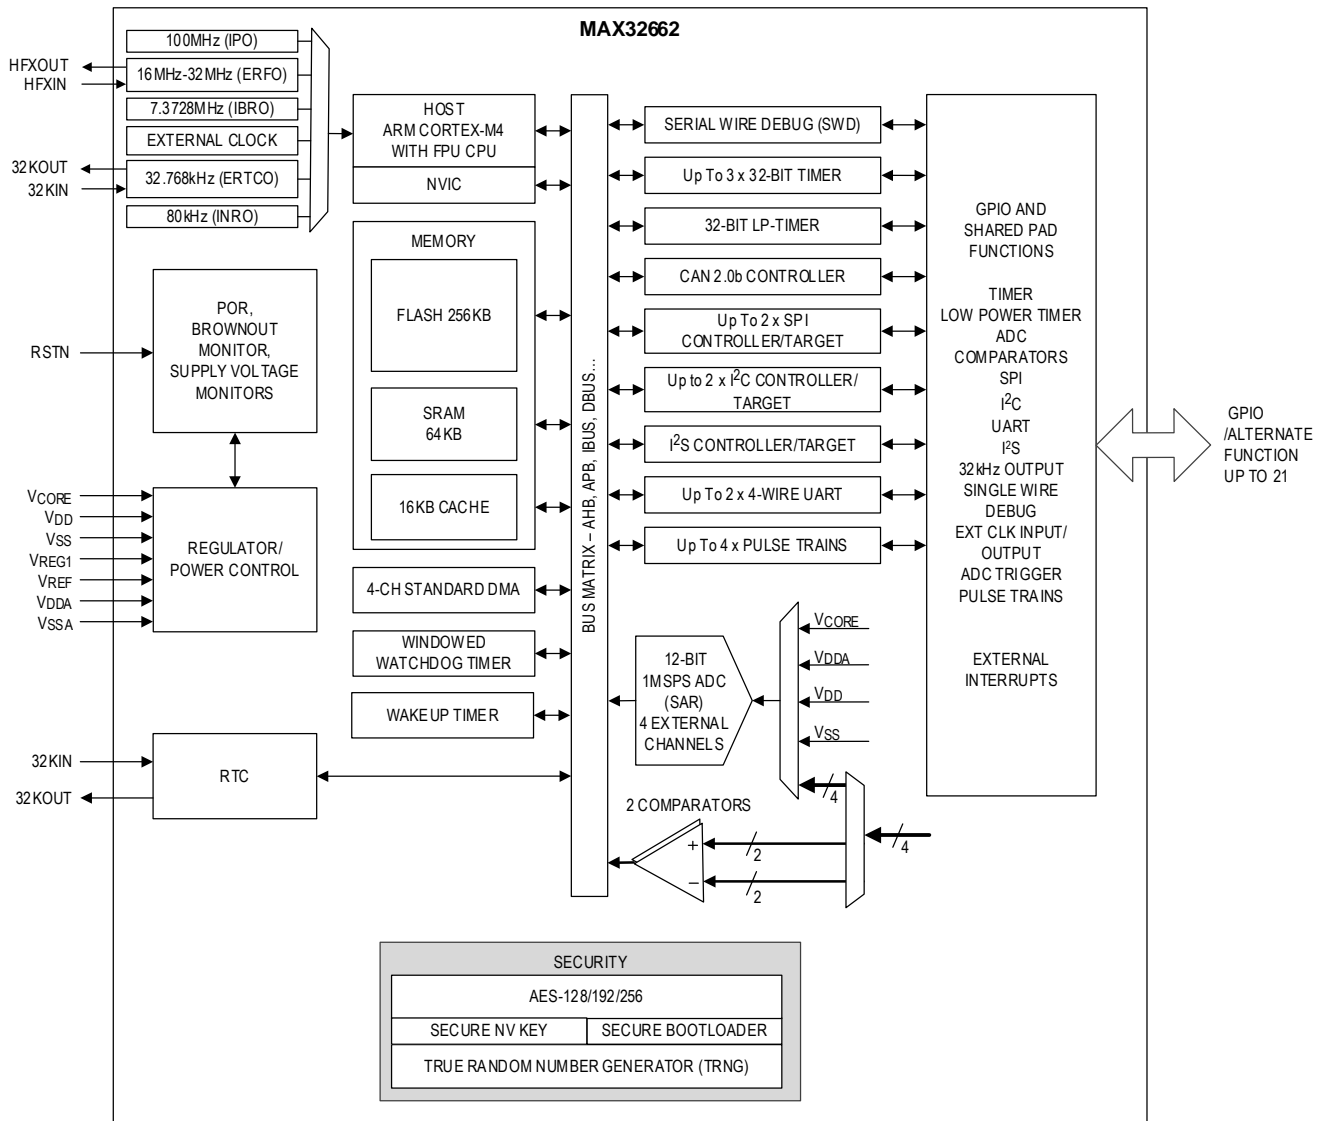 MAX32662
100MHz (IPO)
HFXOUT
HFXIN
16MHz-32MHz (ERFO)
7.3728MHz (IBRO)
EXTERNAL CLOCK
32KOUT
32KIN
32.768kHz (ERTCO)
80kHz (INRO)
HOST
ARM CORTEX-M4
WITH FPU CPU
NVIC
MEMORY
FLASH 256KB
SRAM
64KB
16KB CACHE
RSTN
POR,
BROWNOUT
MONITOR,
SUPPLY VOLTAGE
MONITORS
VCORE
VDD
VSS
VREG1
VREF
VDDA
VSSA
REGULATOR/
POWER CONTROL
4-CH STANDARD DMA
WINDOWED
WATCHDOG TIMER
WAKEUP TIMER
32KIN
32KOUT
RTC
BUS MATRIX – AHB, APB, IBUS, DBUS...
SERIAL WIRE DEBUG (SWD)
Up To 3 x 32-BIT TIMER
32-BIT LP-TIMER
CAN 2.0b CONTROLLER
Up To 2 x SPI
CONTROLLER/TARGET
Up to 2 x I²C CONTROLLER/
TARGET
I²S CONTROLLER/TARGET
Up To 2 x 4-WIRE UART
Up To 4 x PULSE TRAINS
12-BIT
1MSPS ADC
(SAR)
4 EXTERNAL
CHANNELS
VCORE
VDDA
VDD
VSS
4
2 COMPARATORS
+
−
2
2
4
GPIO AND
SHARED PAD
FUNCTIONS
TIMER
LOW POWER TIMER
ADC
COMPARATORS
SPI
I²C
UART
I²S
32kHz OUTPUT
SINGLE WIRE
DEBUG
EXT CLK INPUT/
OUTPUT
ADC TRIGGER
PULSE TRAINS
EXTERNAL
INTERRUPTS
GPIO
/ALTERNATE
FUNCTION
UP TO 21
SECURITY
AES-128/192/256
SECURE NV KEY
SECURE BOOTLOADER
TRUE RANDOM NUMBER GENERATOR (TRNG)